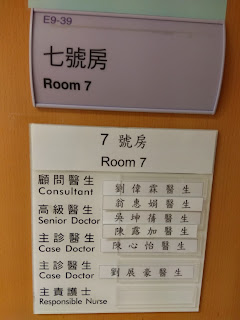 E9-39
七號房
Room 7
7 號房
Room 7
顧問醫生 劉偉霖醫生
Consultant
高級醫生 翁惠娟醫生
Senior Doctor 吳坤蒨醫生
主診醫生 陳露加醫生
Case Doctor 陳心怡醫生
主診醫生 劉展豪醫生
Case Doctor
主責護士
Responsible Nurse